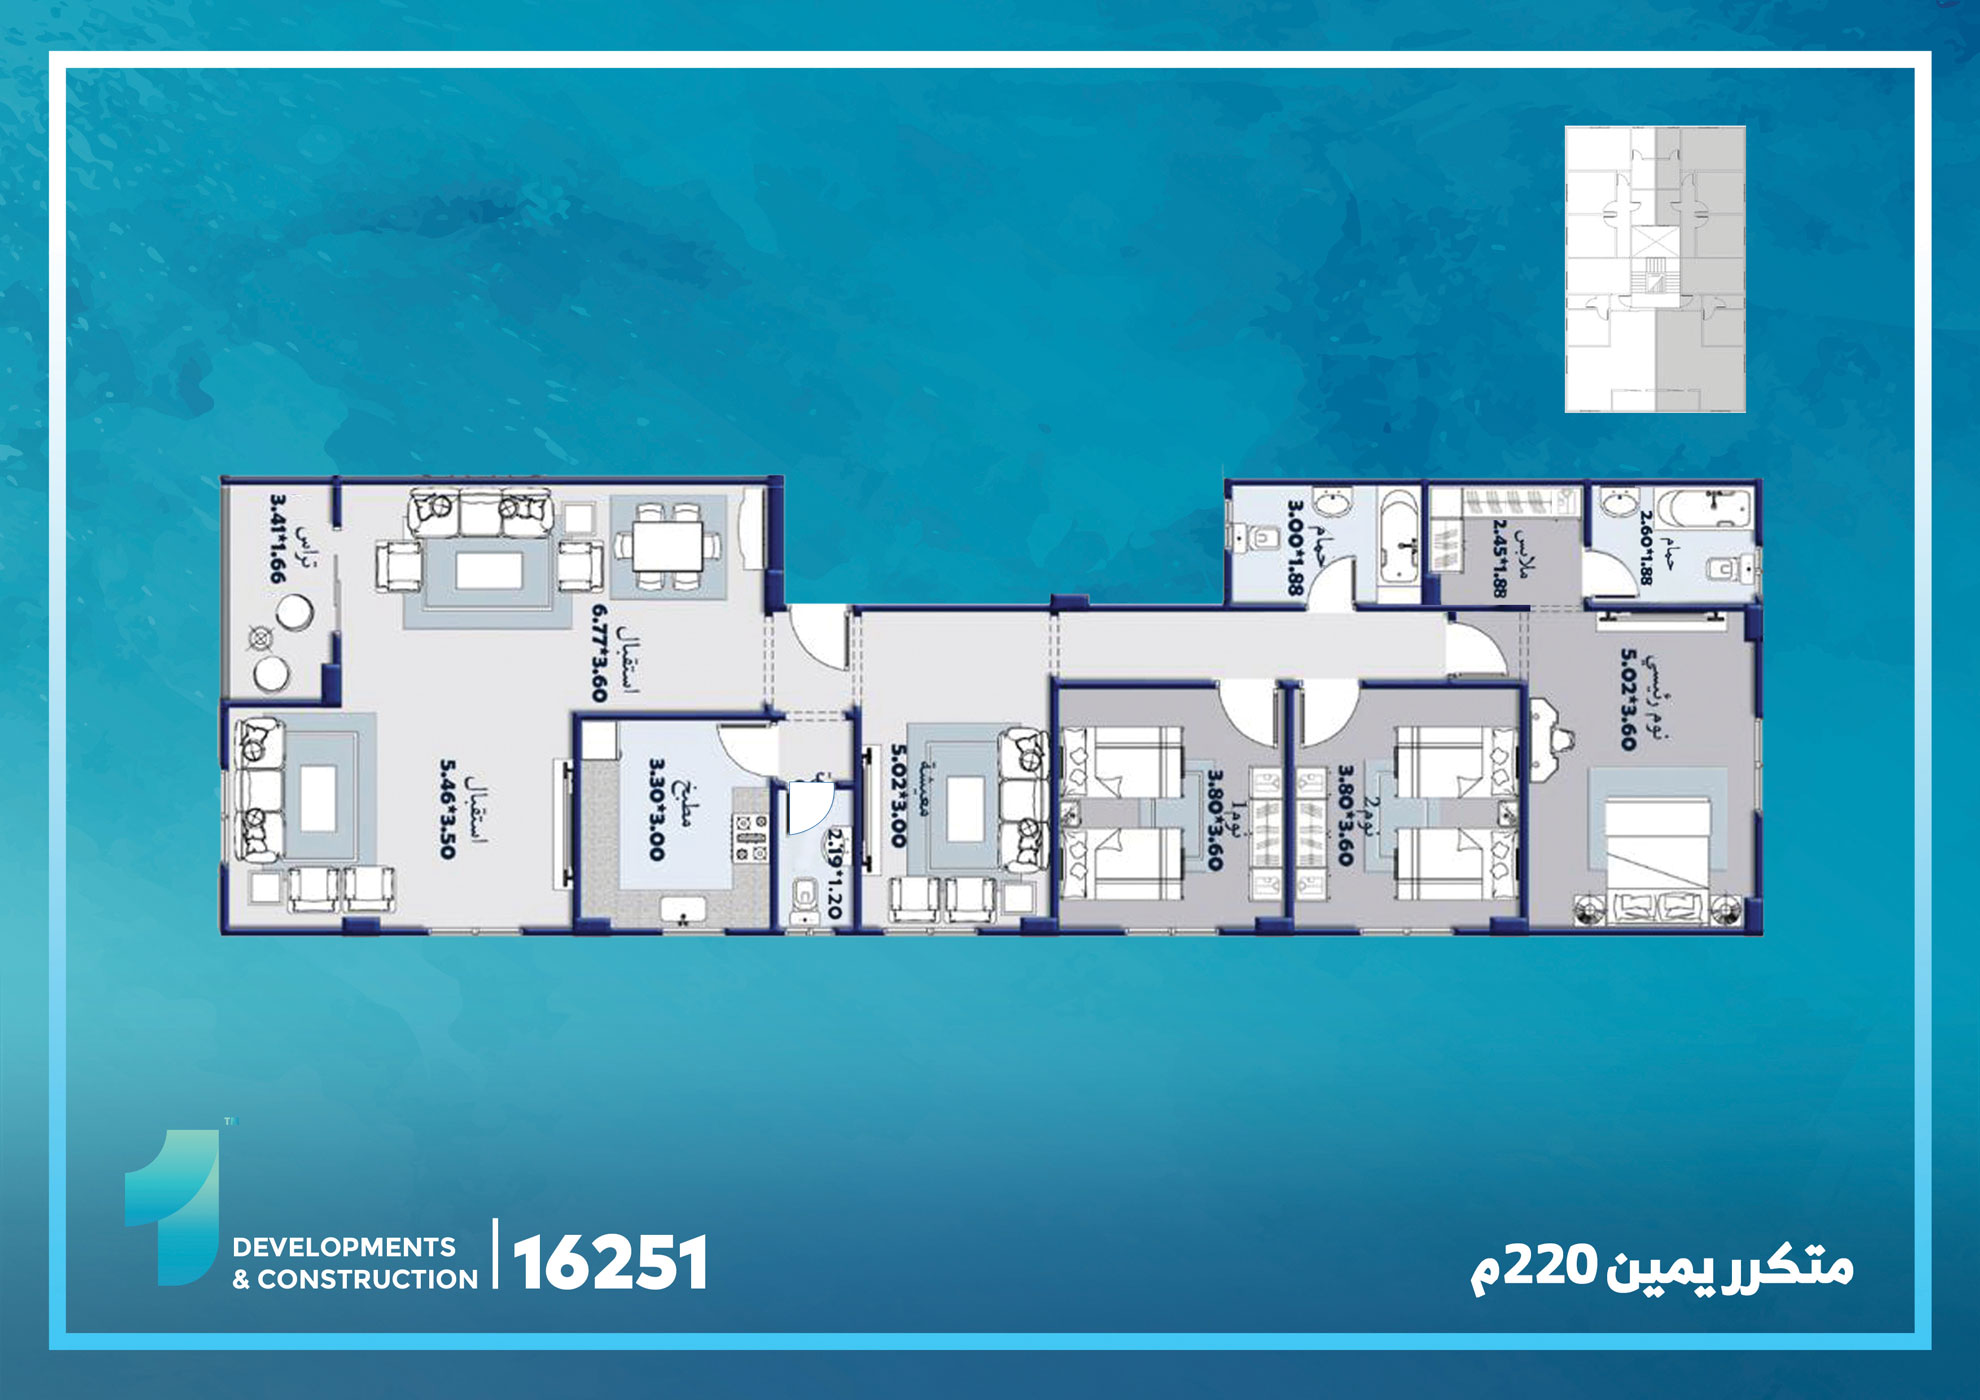 تراس
3.41*1.66
استقبال
6.77*3.60
استقبال
5.46*3.50
مطبخ
3.30*3.00
2.19*1.20
معيشة
5.02*3.00
نوم 1
3.80*3.60
نوم 2
3.80*3.60
حمام
3.00*1.88
ملابس
2.45*1.88
حمام
2.60*1.88
نوم رئيسي
5.02*3.60
TM
DEVELOPMENTS
& CONSTRUCTION
16251
متكرر يمين 220م